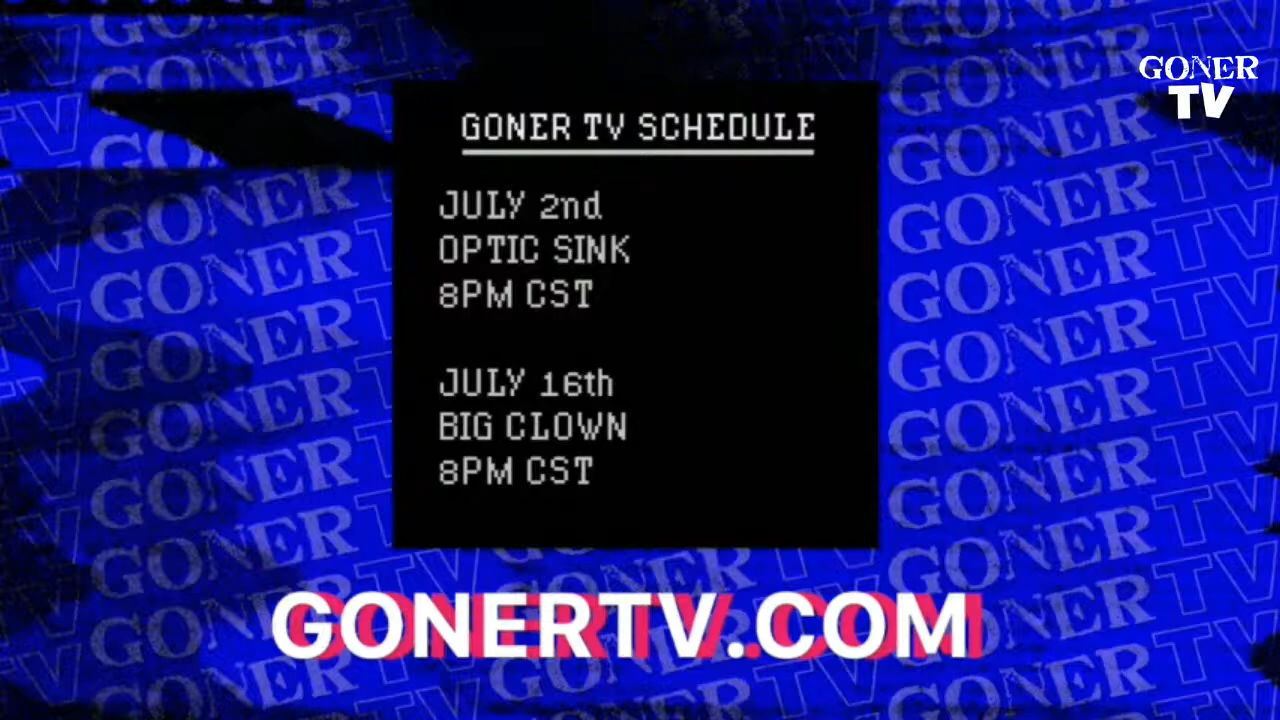 GONER
TV
GONER TV SCHEDULE
JULY 2nd
OPTIC SINK
8PM CST
JULY 16th
BIG CLOWN
8PM CST
GONERTV.COM